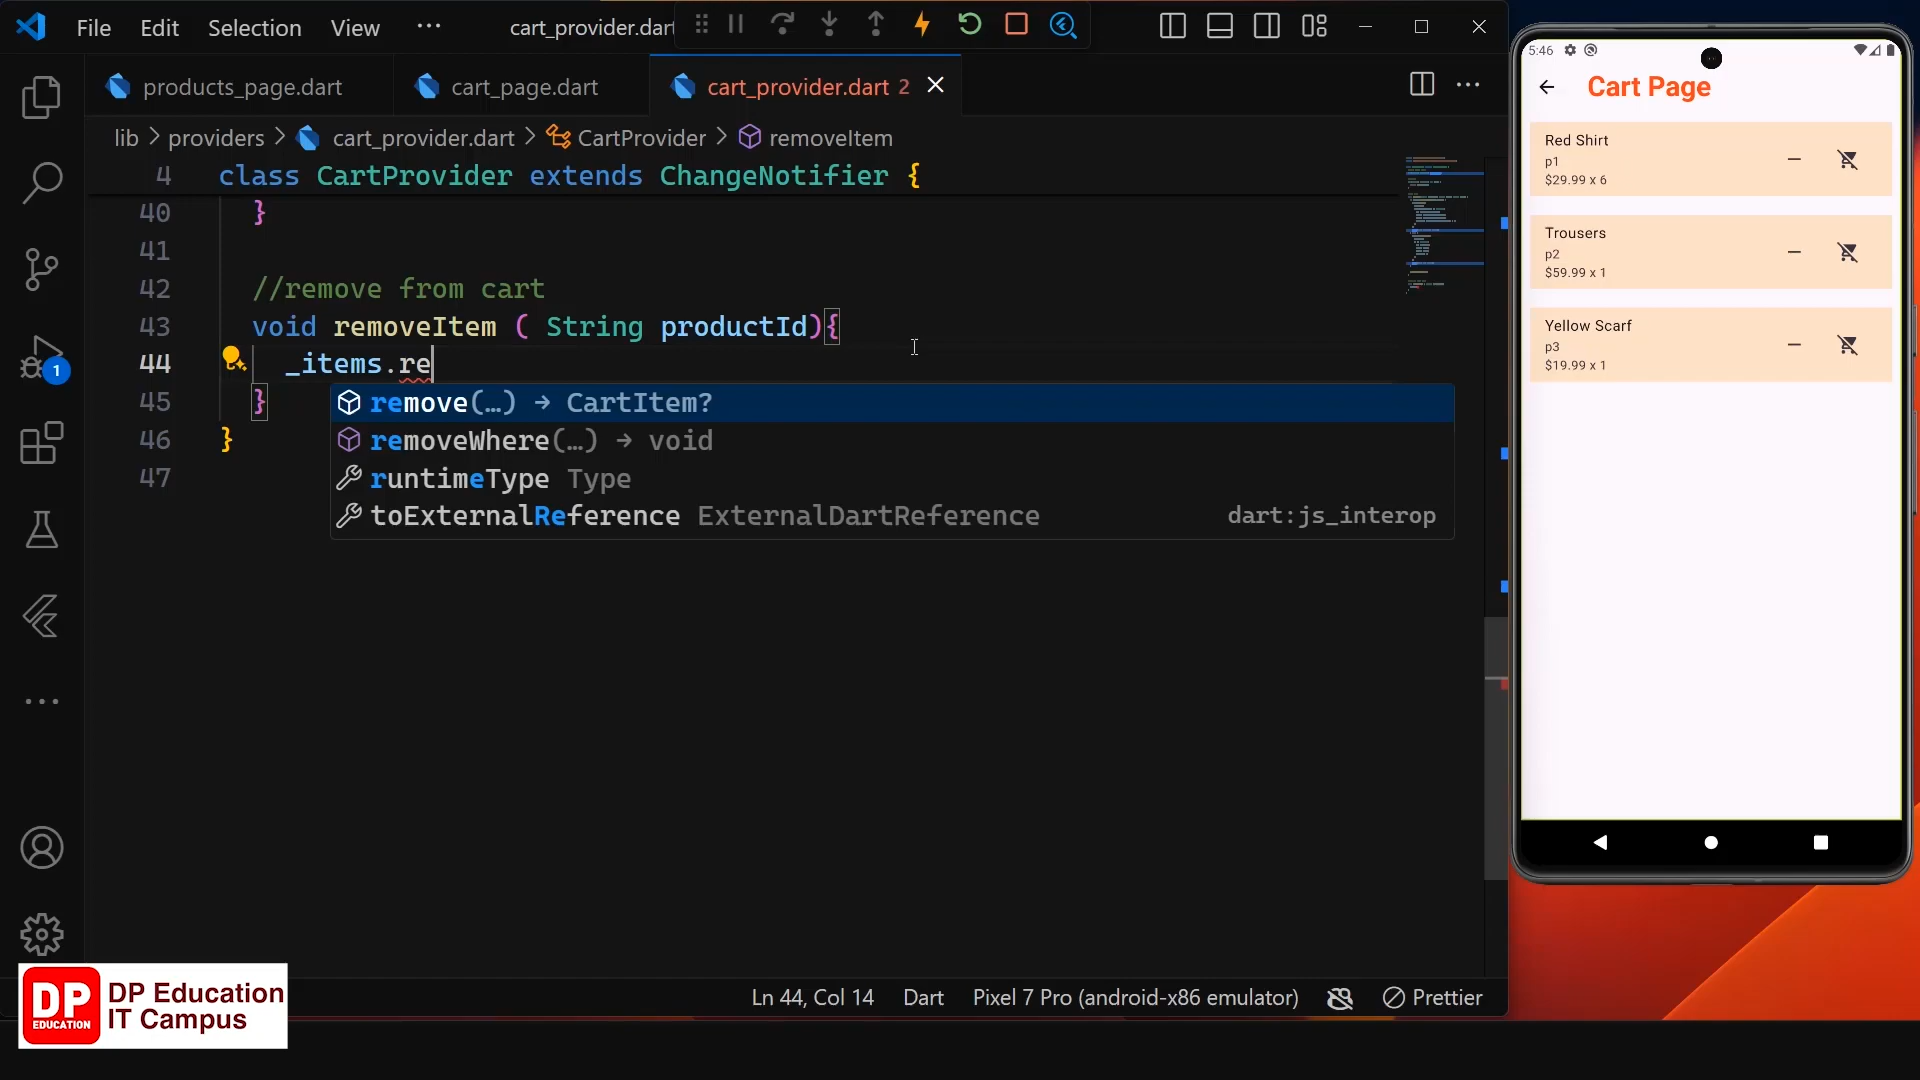 File Edit Selection View ··· cart_provider.dart
products_page.dart cart_page.dart cart_provider.dart 2
lib > providers > cart_provider.dart > CartProvider > removeItem
4 class CartProvider extends ChangeNotifier {
40 }
41
42 //remove from cart
43 void removeItem ( String productId){
44 _items.re
45 }
46 }
47
remove(…) → CartItem?
removeWhere(…) → void
runtimeType Type
toExternalReference ExternalDartReference dart:js_interop
1
Ln 44, Col 14 Dart Pixel 7 Pro (android-x86 emulator) Prettier
DP EDUCATION
DP Education
IT Campus
5:46
Cart Page
Red Shirt
p1
$29.99 x 6
Trousers
p2
$59.99 x 1
Yellow Scarf
p3
$19.99 x 1